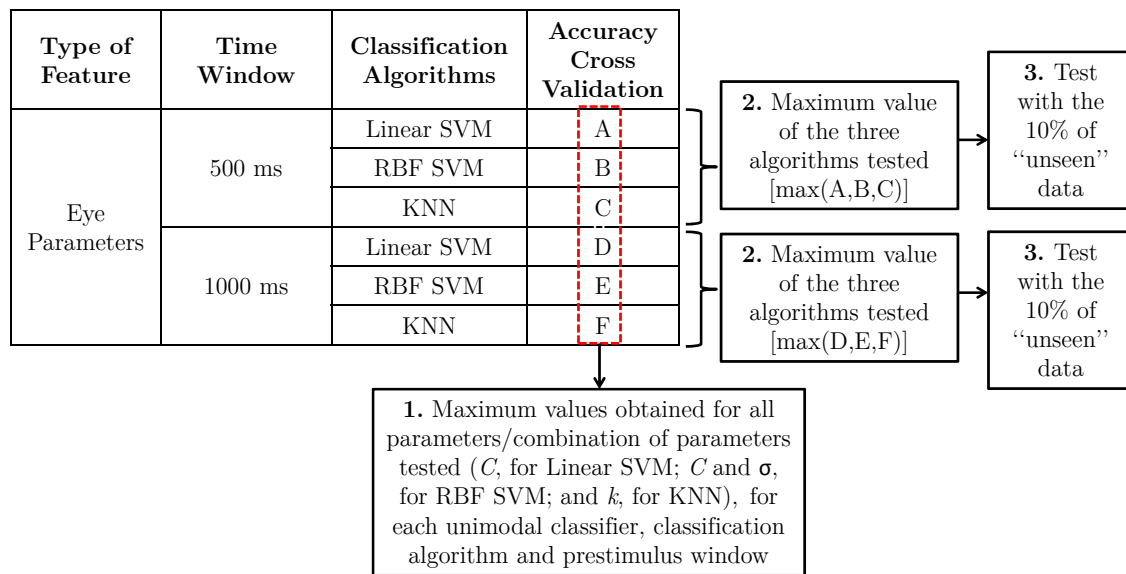 Type of
Feature
Time
Window
Classification
Algorithms
Accuracy
Cross
Validation
Eye
Parameters
500 ms
Linear SVM
A
RBF SVM
B
KNN
C
1000 ms
Linear SVM
D
RBF SVM
E
KNN
F
2. Maximum value
of the three
algorithms tested
[max(A,B,C)]
3. Test
with the
10% of
‘‘unseen’’
data
2. Maximum value
of the three
algorithms tested
[max(D,E,F)]
3. Test
with the
10% of
‘‘unseen’’
data
1. Maximum values obtained for all
parameters/combination of parameters
tested (C, for Linear SVM; C and σ,
for RBF SVM; and k, for KNN), for
each unimodal classifier, classification
algorithm and prestimulus window